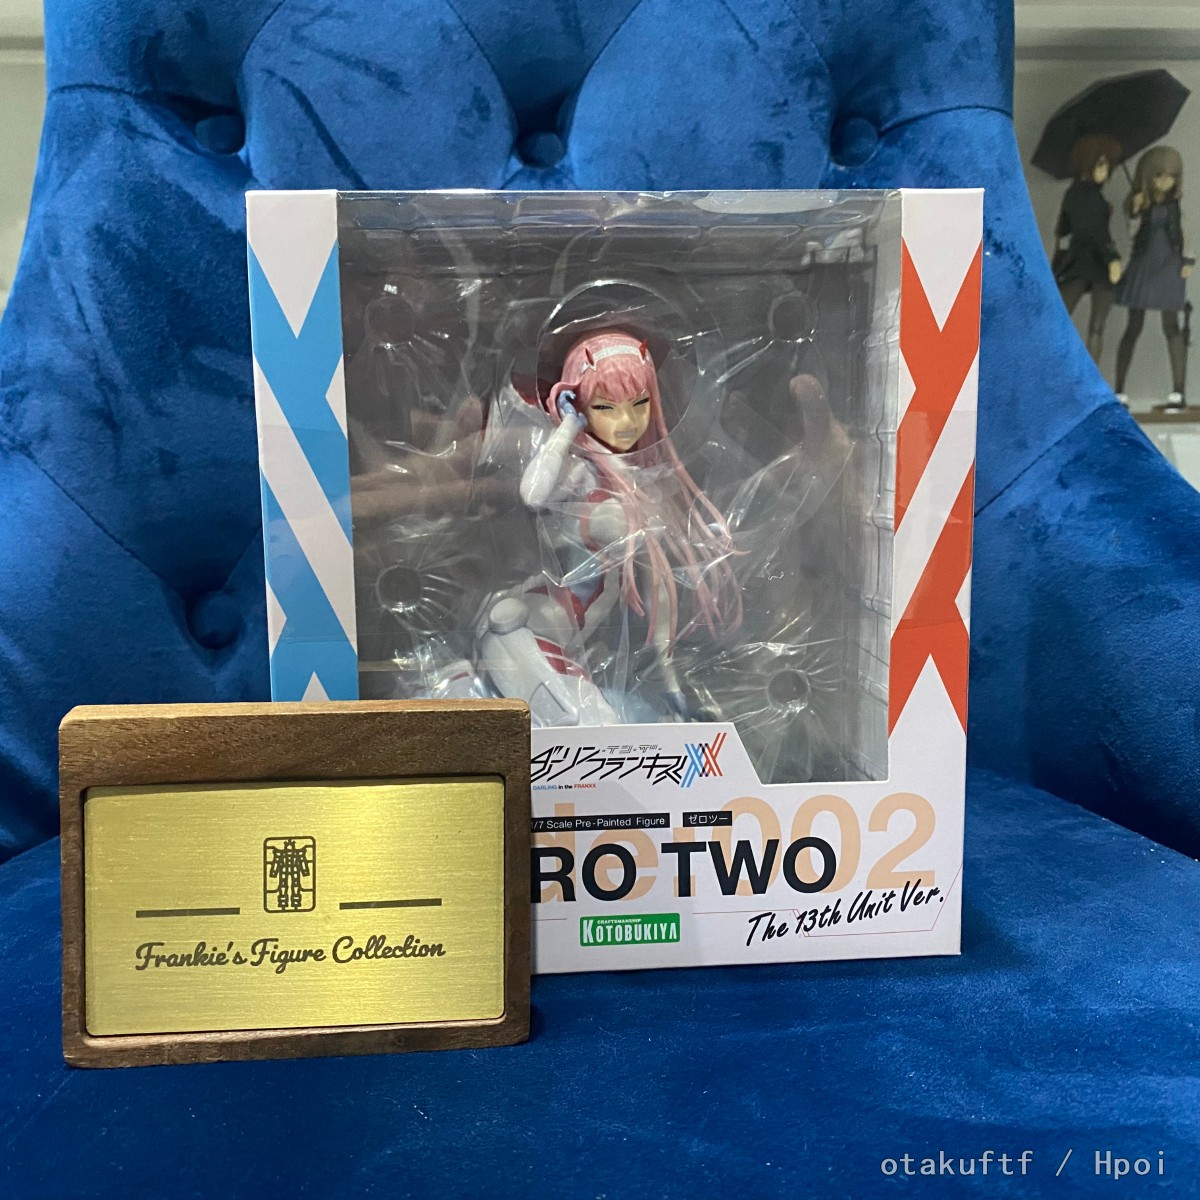 ダーリン・イン・ザ・フランキス
DARLING in the FRANXX
de:002
1/7 Scale Pre-Painted Figure
ゼロツー
RO TWO
CRAFTSMANSHIP
KOTOBUKIYA
The 13th Unit Ver.
Frankie's Figure Collection
otakuftf / Hpoi